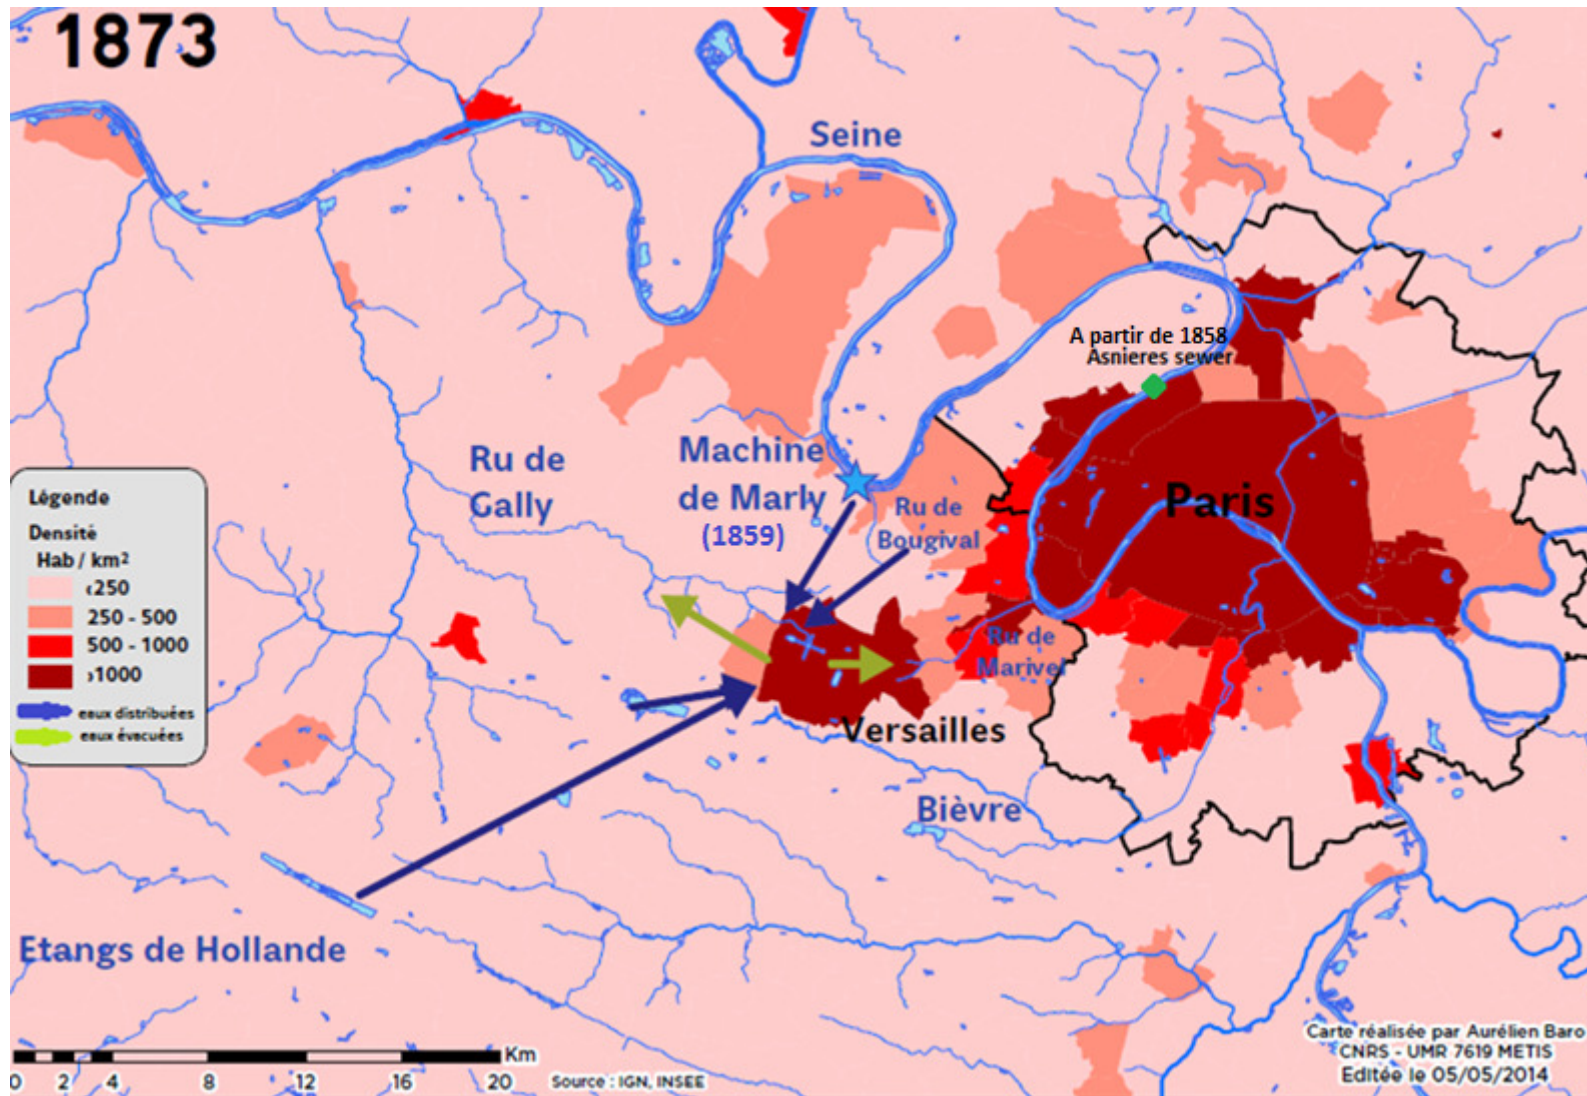 1873
Seine
A partir de 1858
Asnieres sewer
Ru de
Gally
Machine
de Marly
(1859)
Ru de
Bougival
Paris
Légende
Densité
Hab / km²
‹250
250 - 500
500 - 1000
›1000
eaux distribuées
eaux évacuées
Ru de
Marivel
Versailles
Bièvre
Etangs de Hollande
Km
0 2 4 8 12 16 20
Source : IGN, INSEE
Carte réalisée par Aurélien Baro
CNRS - UMR 7619 METIS
Editée le 05/05/2014